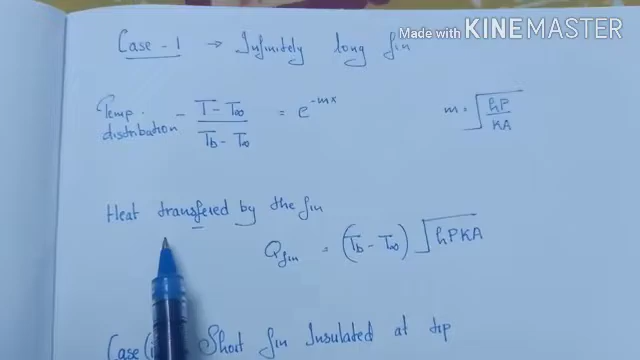 Made with KINEMASTER
Case - 1 → Infinitely long fin
Temp. distribution - (T - T∞) / (Tb - T∞) = e^-mx
m = √(hP / KA)
Heat transfered by the fin
Qfin = (Tb - T∞) √hPKA
Case(i Short fin Insulated at tip